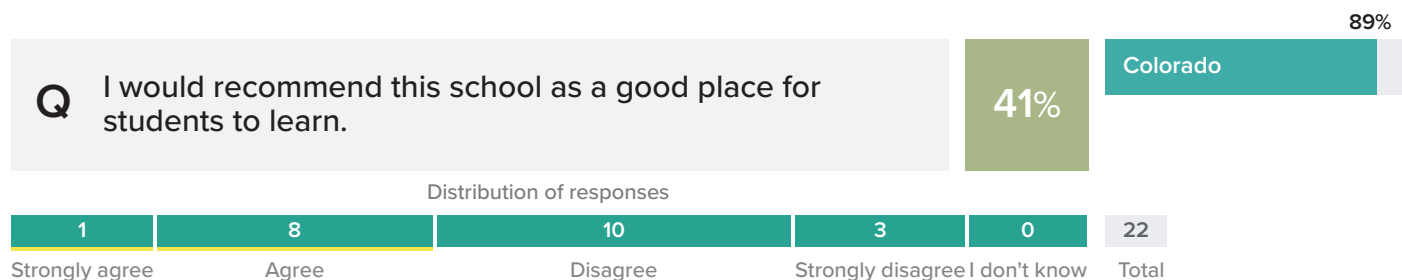 89%
Q
I would recommend this school as a good place for
students to learn.
41%
Colorado
Distribution of responses
1 8 10 3 0 22
Strongly agree Agree Disagree Strongly disagree I don't know Total